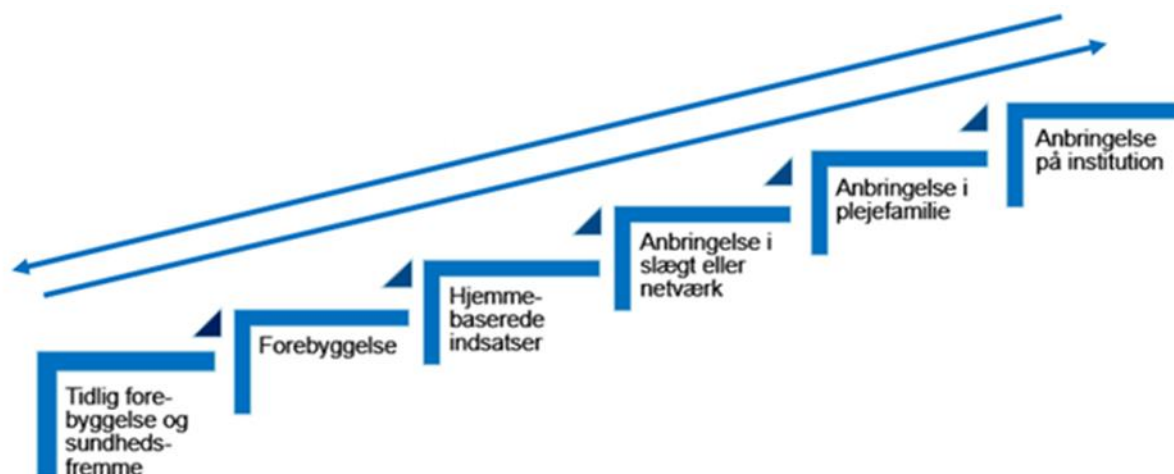 Tidlig fore-
byggelse og
sundheds-
fremme
Forebyggelse
Hjemme-
baserede
indsatser
Anbringelse i
slægt eller
netværk
Anbringelse i
plejefamilie
Anbringelse
på institution